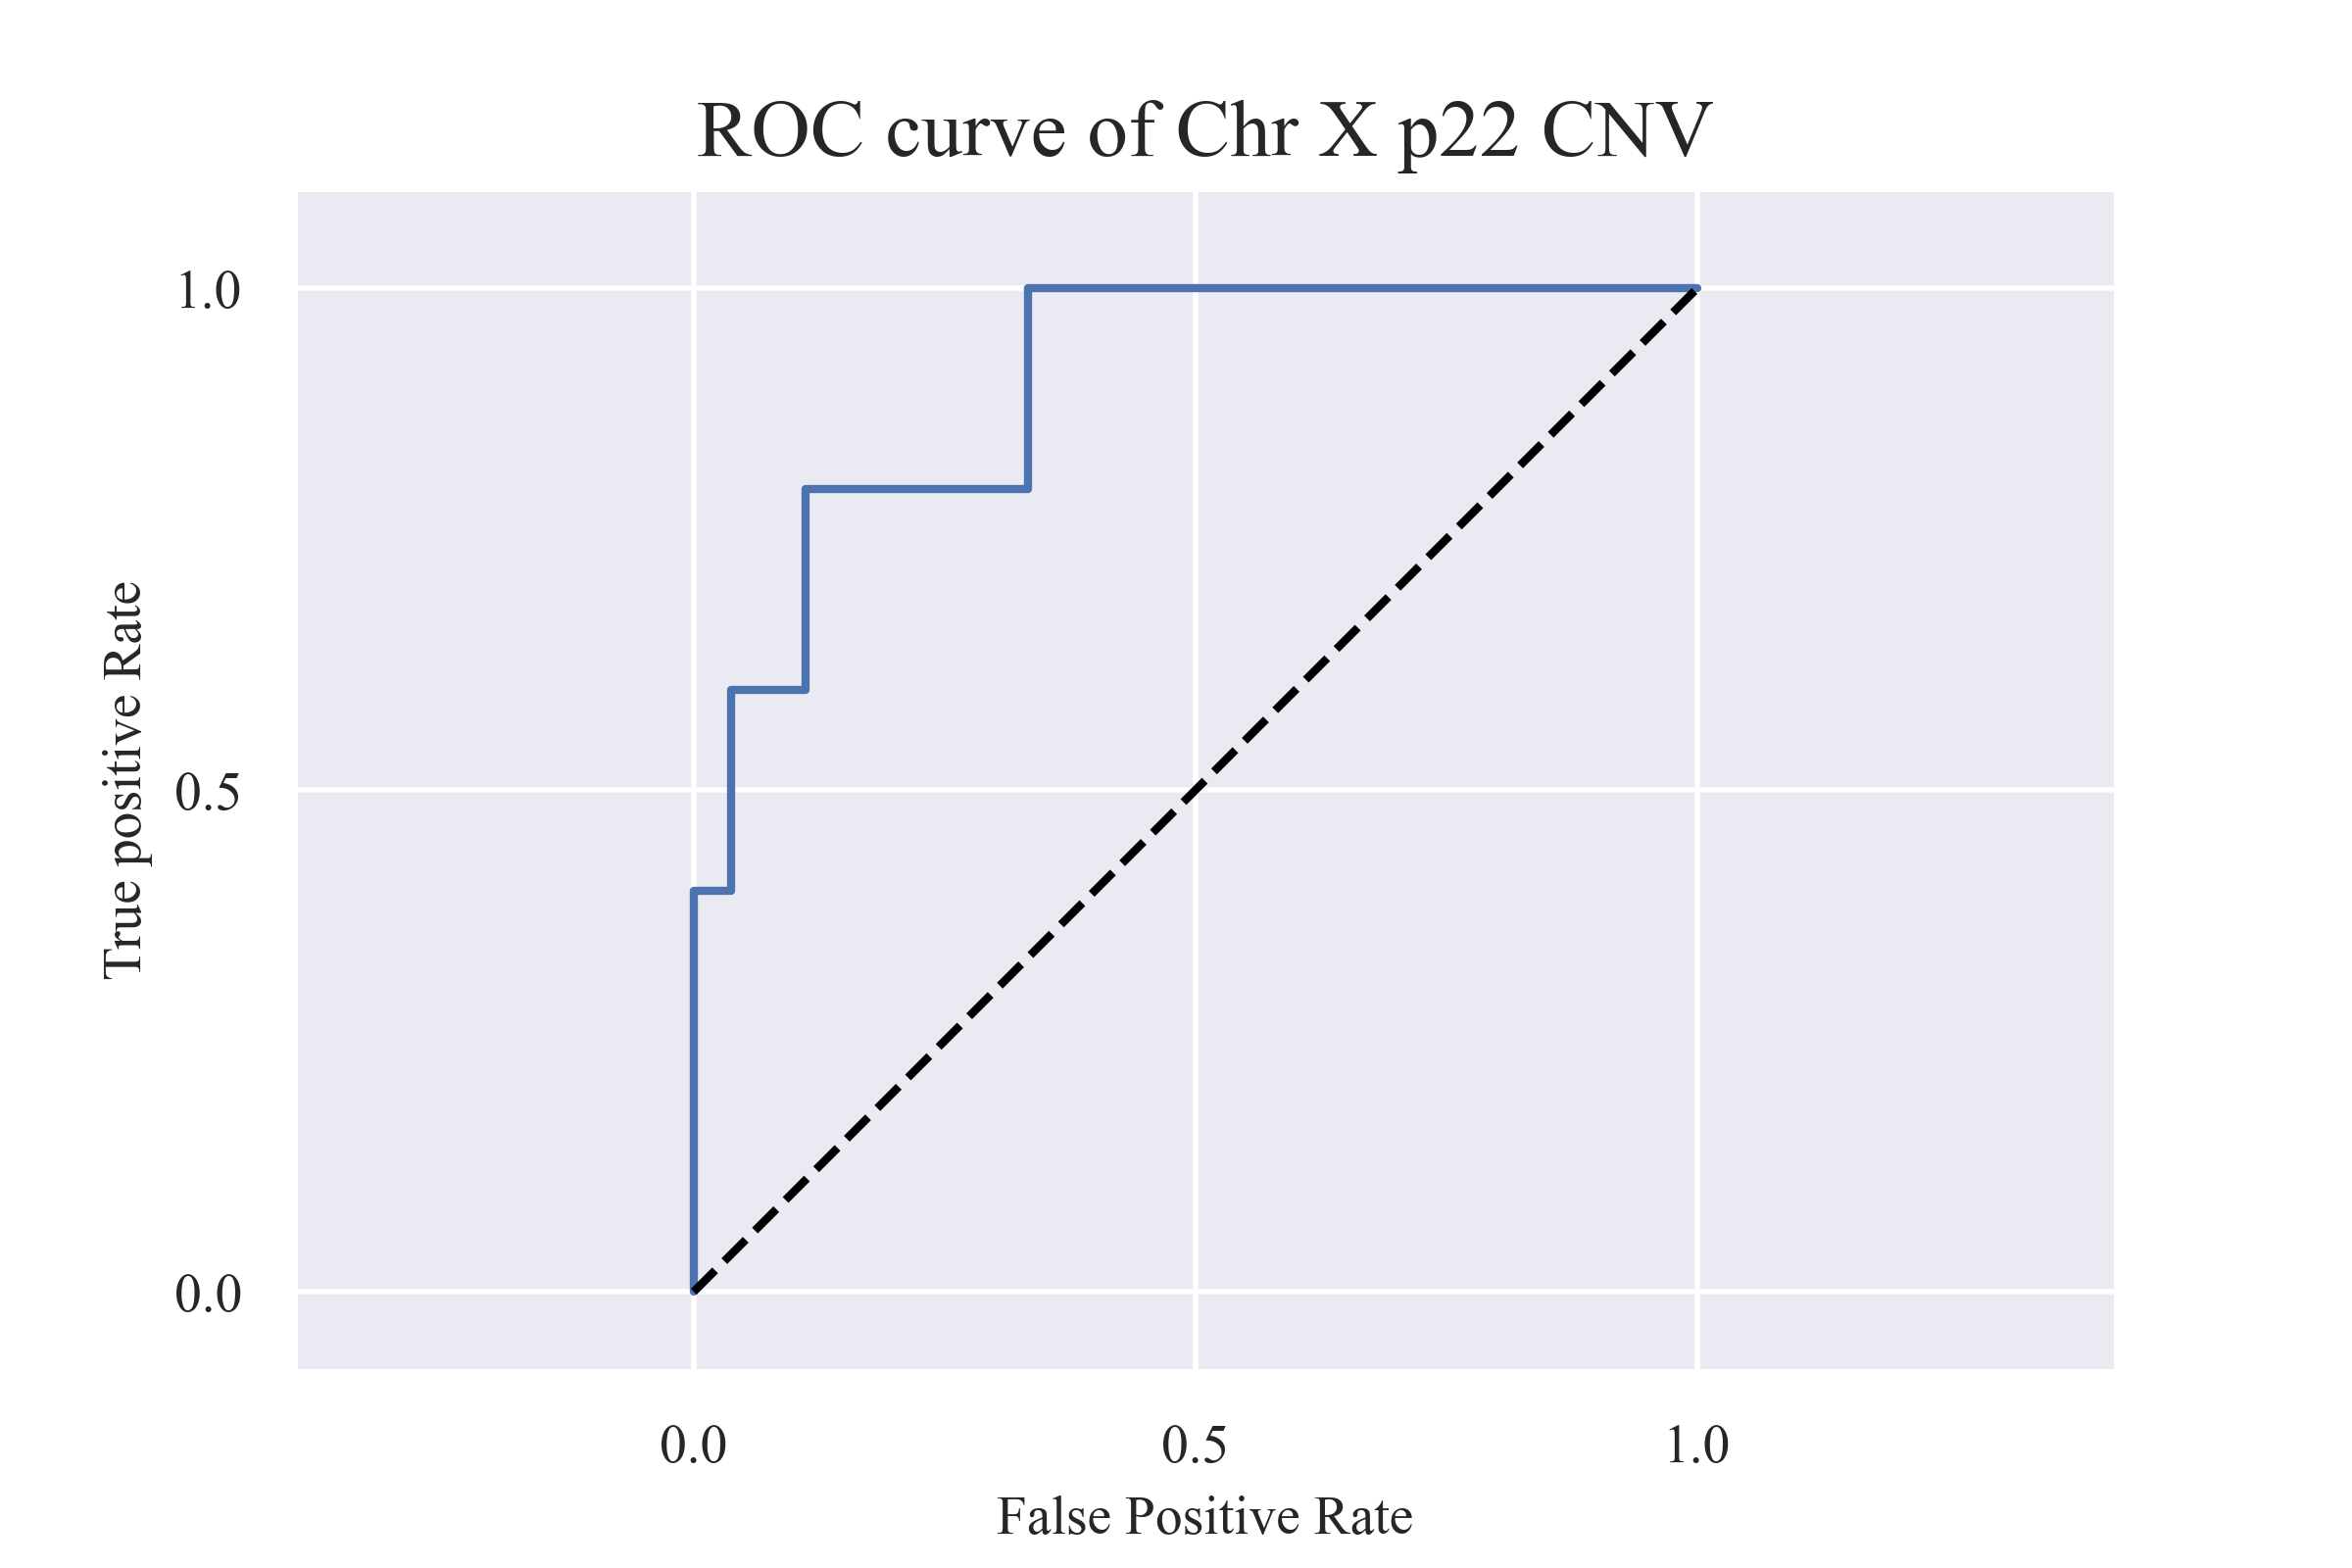 ROC curve of Chr X p22 CNV
1.0
0.5
0.0
True positive Rate
0.0 0.5 1.0
False Positive Rate